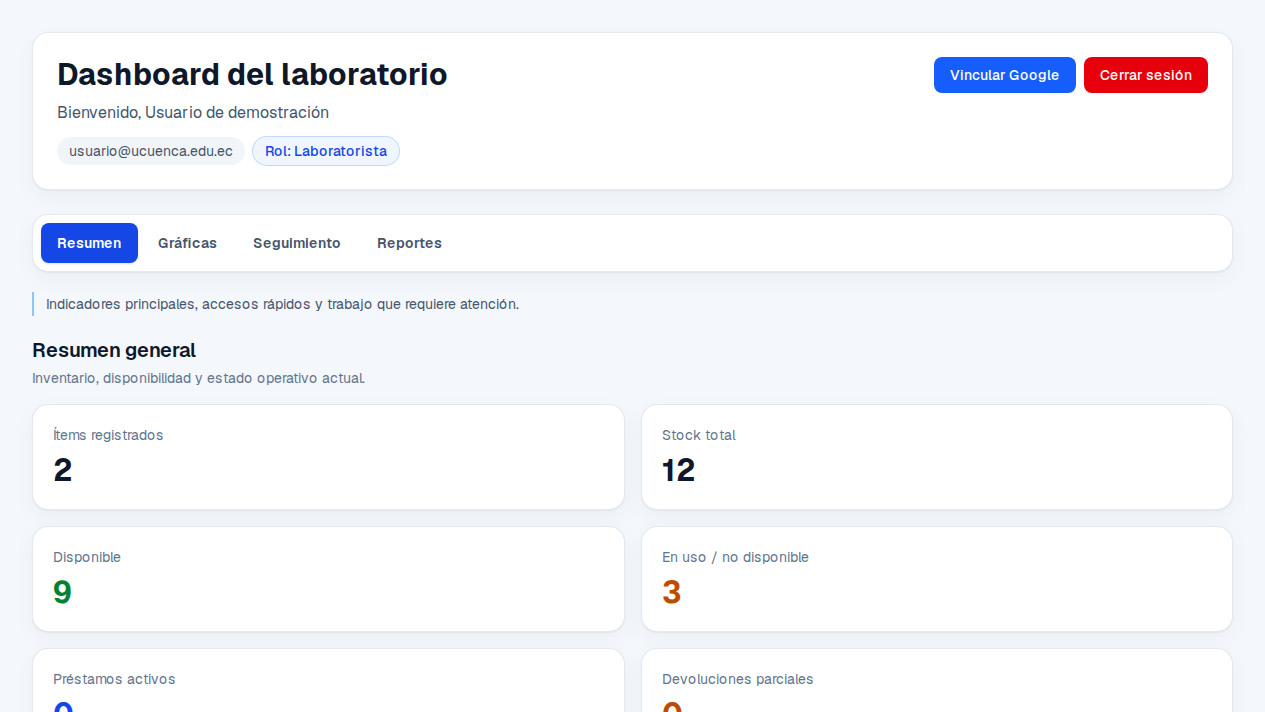 Dashboard del laboratorio
Vincular Google
Cerrar sesión
Bienvenido, Usuario de demostración
usuario@ucuenca.edu.ec
Rol: Laboratorista
Resumen
Gráficas
Seguimiento
Reportes
Indicadores principales, accesos rápidos y trabajo que requiere atención.
Resumen general
Inventario, disponibilidad y estado operativo actual.
Ítems registrados
2
Stock total
12
Disponible
9
En uso / no disponible
3
Préstamos activos
0
Devoluciones parciales
0